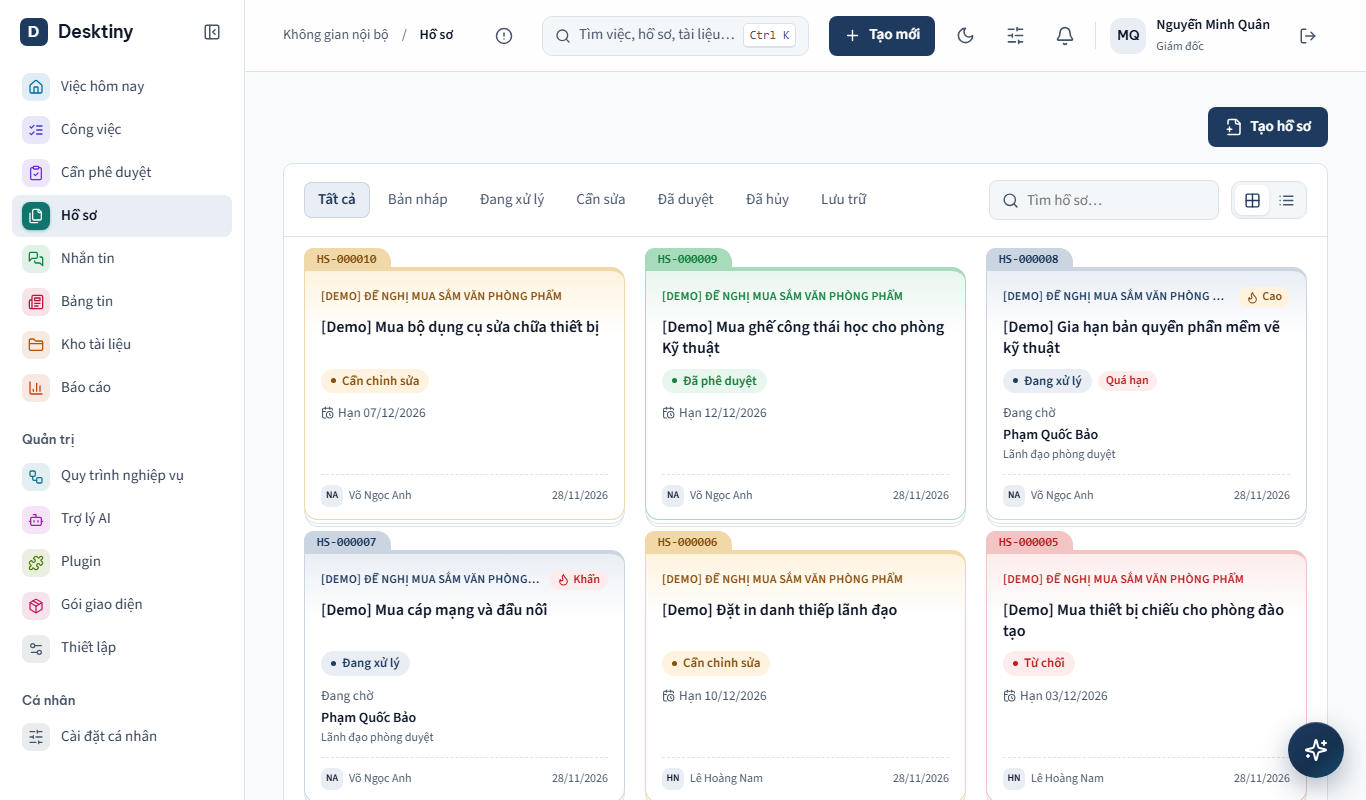 D Desktiny
Không gian nội bộ / Hồ sơ
Tìm việc, hồ sơ, tài liệu… Ctrl K
Tạo mới
MQ
Nguyễn Minh Quân
Giám đốc
Việc hôm nay
Công việc
Cần phê duyệt
Hồ sơ
Nhắn tin
Bảng tin
Kho tài liệu
Báo cáo
Quản trị
Quy trình nghiệp vụ
Trợ lý AI
Plugin
Gói giao diện
Thiết lập
Cá nhân
Cài đặt cá nhân
Tạo hồ sơ
Tất cả Bản nháp Đang xử lý Cần sửa Đã duyệt Đã hủy Lưu trữ
Tìm hồ sơ…
HS-000010
[DEMO] ĐỀ NGHỊ MUA SẮM VĂN PHÒNG PHẨM
[Demo] Mua bộ dụng cụ sửa chữa thiết bị
Cần chỉnh sửa
Hạn 07/12/2026
NA Võ Ngọc Anh 28/11/2026
HS-000009
[DEMO] ĐỀ NGHỊ MUA SẮM VĂN PHÒNG PHẨM
[Demo] Mua ghế công thái học cho phòng
Kỹ thuật
Đã phê duyệt
Hạn 12/12/2026
NA Võ Ngọc Anh 28/11/2026
HS-000008
[DEMO] ĐỀ NGHỊ MUA SẮM VĂN PHÒNG … Cao
[Demo] Gia hạn bản quyền phần mềm vẽ
kỹ thuật
Đang xử lý Quá hạn
Đang chờ
Phạm Quốc Bảo
Lãnh đạo phòng duyệt
NA Võ Ngọc Anh 28/11/2026
HS-000007
[DEMO] ĐỀ NGHỊ MUA SẮM VĂN PHÒNG… Khẩn
[Demo] Mua cáp mạng và đầu nối
Đang xử lý
Đang chờ
Phạm Quốc Bảo
Lãnh đạo phòng duyệt
NA Võ Ngọc Anh 28/11/2026
HS-000006
[DEMO] ĐỀ NGHỊ MUA SẮM VĂN PHÒNG PHẨM
[Demo] Đặt in danh thiếp lãnh đạo
Cần chỉnh sửa
Hạn 10/12/2026
HN Lê Hoàng Nam 28/11/2026
HS-000005
[DEMO] ĐỀ NGHỊ MUA SẮM VĂN PHÒNG PHẨM
[Demo] Mua thiết bị chiếu cho phòng đào
tạo
Từ chối
Hạn 03/12/2026
HN Lê Hoàng Nam 28/11/2026